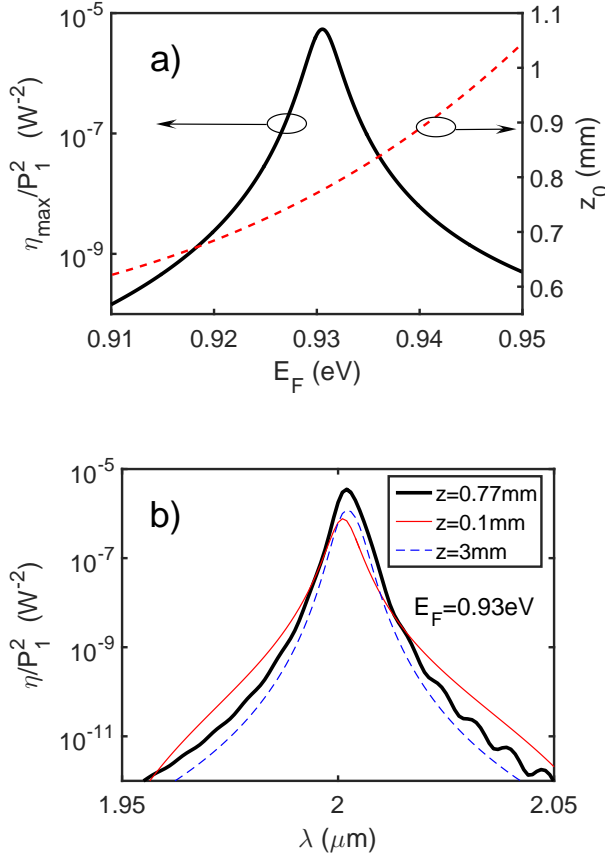 a)
η_max/P_1^2 (W^-2)
10^-5
10^-7
10^-9
1.1
1
0.9
0.8
0.7
0.6
z_0 (mm)
0.91 0.92 0.93 0.94 0.95
E_F (eV)
b)
η/P_1^2 (W^-2)
10^-5
10^-7
10^-9
10^-11
z=0.77mm
z=0.1mm
z=3mm
E_F=0.93eV
1.95 2 2.05
λ (μm)